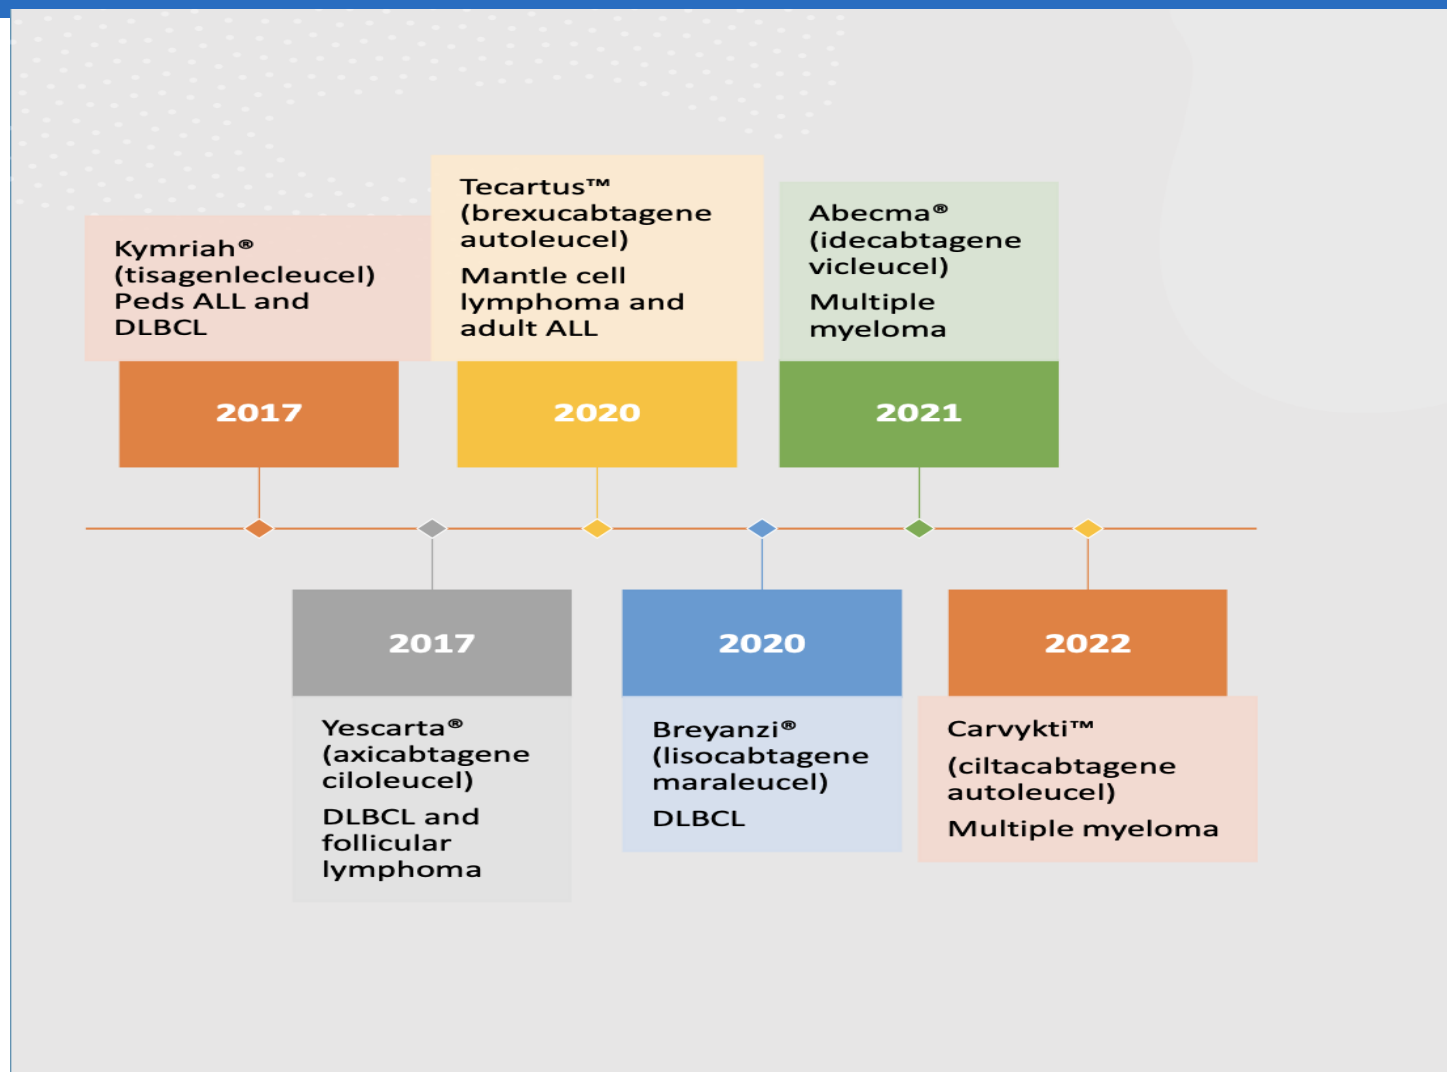 Kymriah®
(tisagenlecleucel)
Peds ALL and
DLBCL
2017
Tecartus™
(brexucabtagene
autoleucel)
Mantle cell
lymphoma and
adult ALL
2020
Abecma®
(idecabtagene
vicleucel)
Multiple
myeloma
2021
2017
Yescarta®
(axicabtagene
ciloleucel)
DLBCL and
follicular
lymphoma
2020
Breyanzi®
(lisocabtagene
maraleucel)
DLBCL
2022
Carvykti™
(ciltacabtagene
autoleucel)
Multiple myeloma